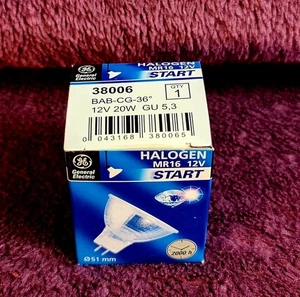 GE
General
Electric
HALOGEN
MR16 12V
START
38006
BAB-CG-36°
12V 20W GU 5,3
QTY
1
0 043168 380065
GE
General
Electric
HALOGEN
MR16 12V
START
Ø51 mm
2000 h